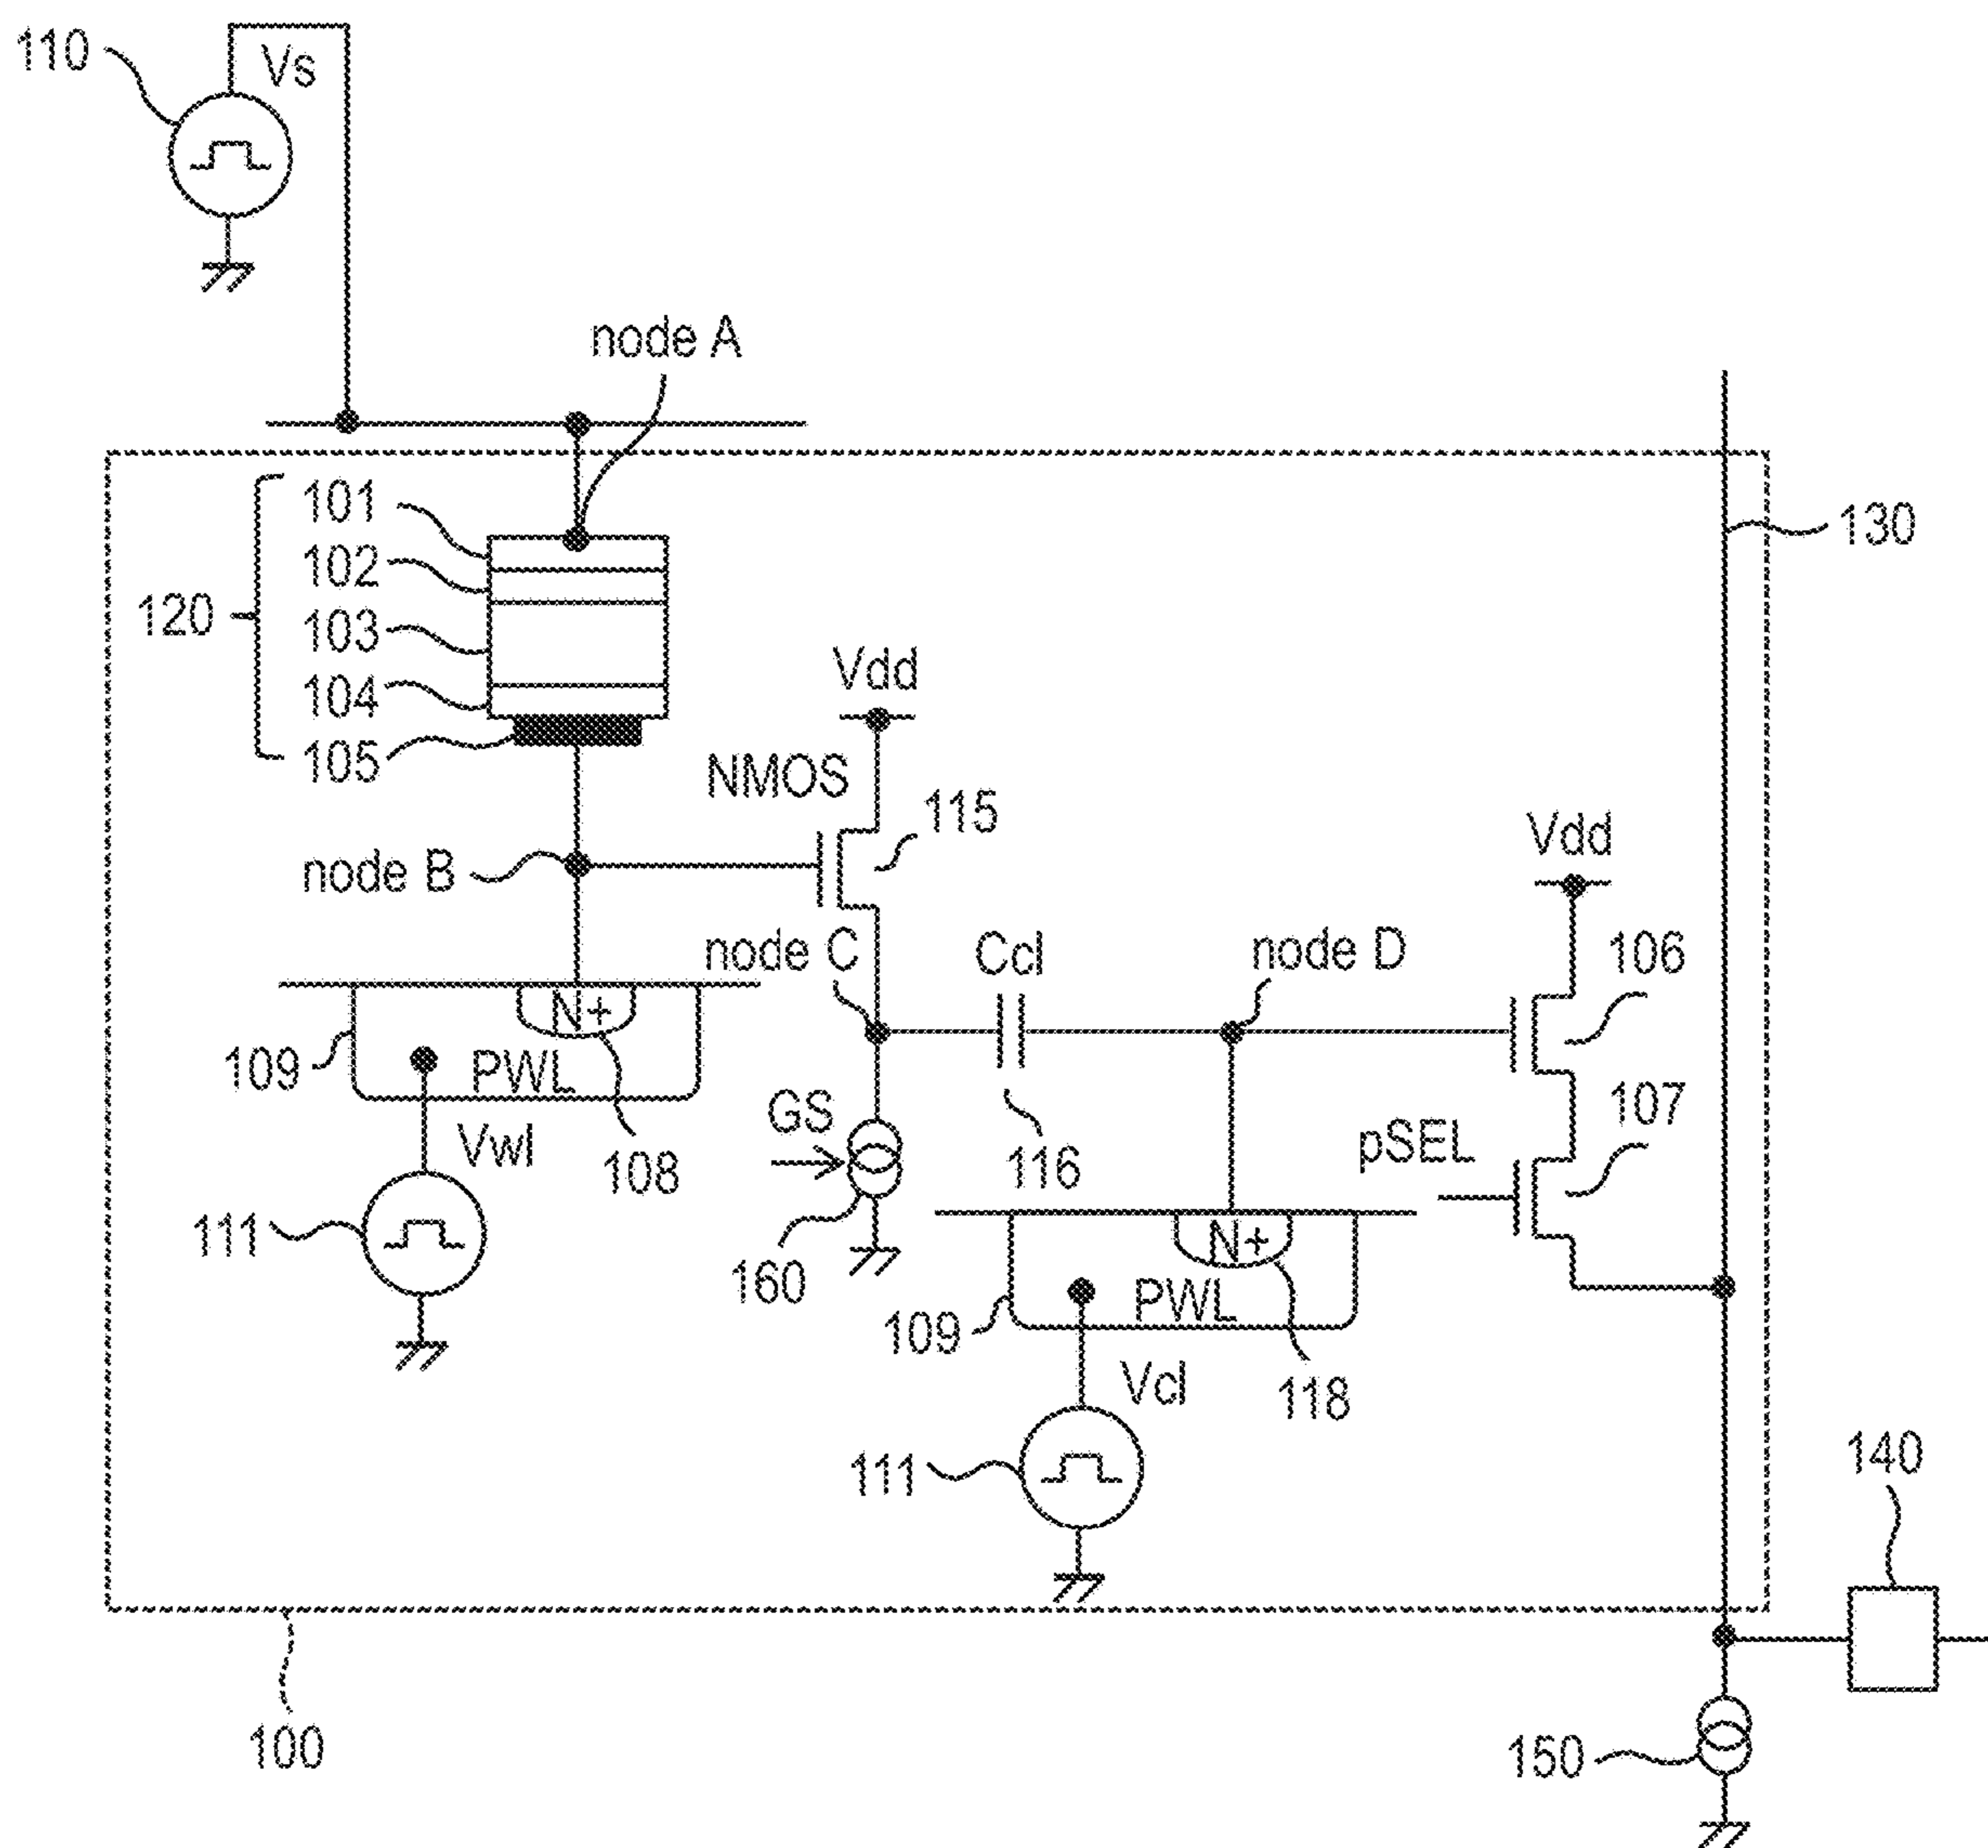 110
Vs
node A
101
102
103
104
105
120
130
Vdd
NMOS
115
node B
Vdd
node C
Ccl
node D
106
N+
PWL
109
Vwl
108
111
GS
160
116
107
pSEL
N+
PWL
109
Vcl
118
111
140
100
150